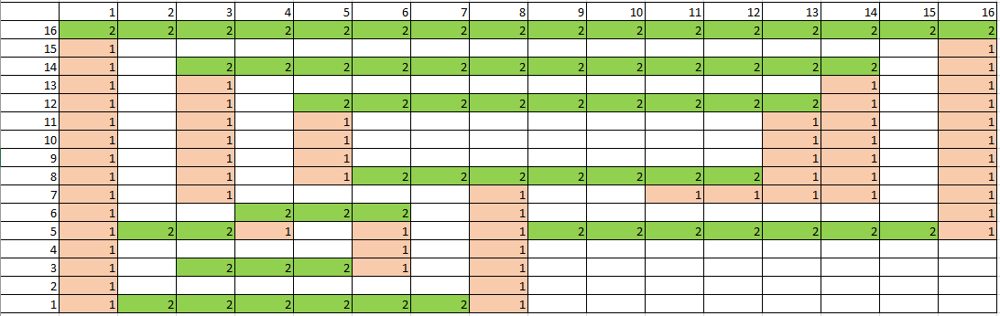 1 2 3 4 5 6 7 8 9 10 11 12 13 14 15 16
16 2 2 2 2 2 2 2 2 2 2 2 2 2 2 2 2
15 1 1
14 1 2 2 2 2 2 2 2 2 2 2 2 2 1
13 1 1 1 1
12 1 1 2 2 2 2 2 2 2 2 2 1 1
11 1 1 1 1 1 1
10 1 1 1 1 1 1
9 1 1 1 1 1 1
8 1 1 1 2 2 2 2 2 2 2 1 1 1
7 1 1 1 1 1 1 1 1
6 1 2 2 2 1 1
5 1 2 2 1 1 1 2 2 2 2 2 2 2 1
4 1 1 1
3 1 2 2 2 1 1
2 1 1
1 1 2 2 2 2 2 2 1